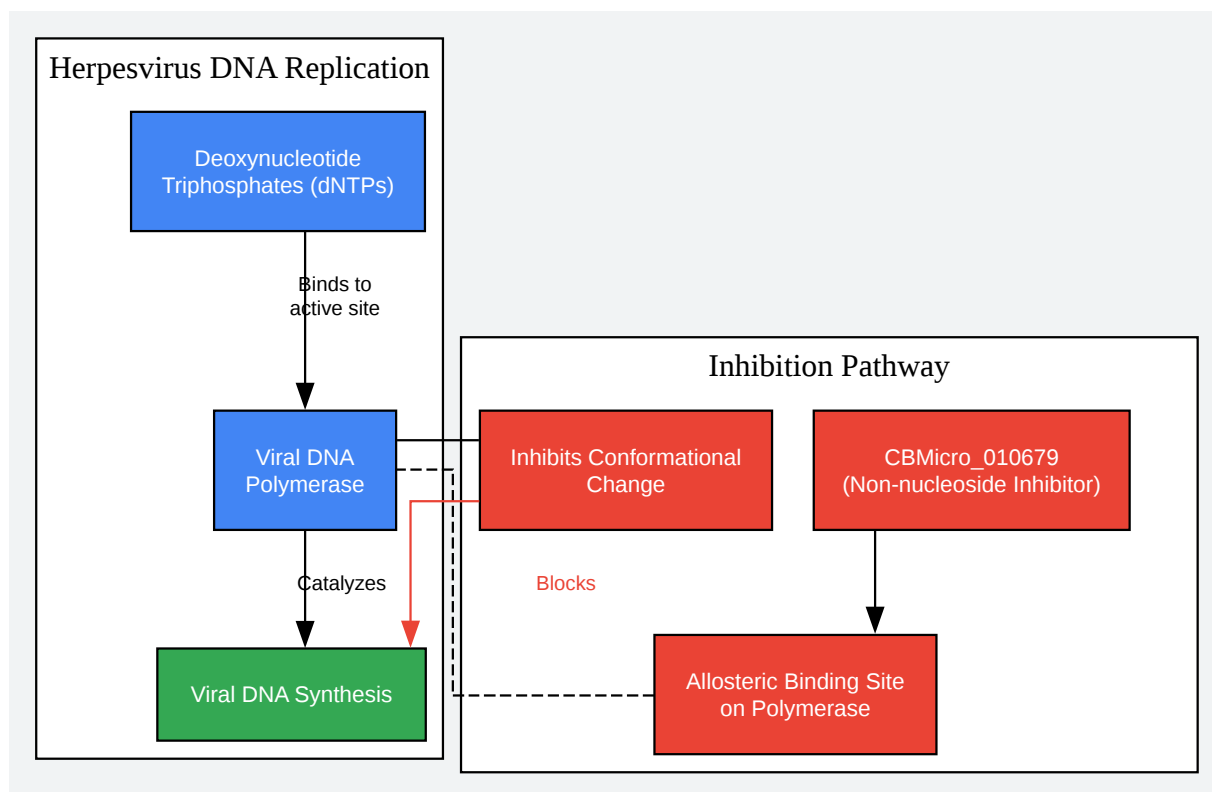 Herpesvirus DNA Replication
Deoxynucleotide
Triphosphates (dNTPs)
Binds to
active site
Viral DNA
Polymerase
Catalyzes
Viral DNA Synthesis
Inhibition Pathway
Inhibits Conformational
Change
CBMicro_010679
(Non-nucleoside Inhibitor)
Blocks
Allosteric Binding Site
on Polymerase